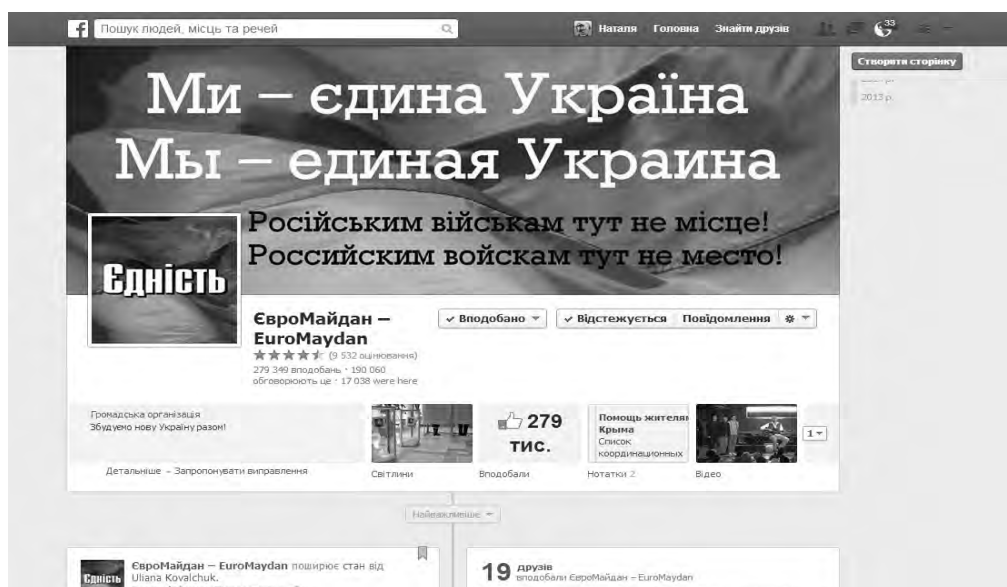 Пошук людей, місць та речей
Наталя Головна Знайти друзів 33
Створити сторінку
2013 р.
Ми – єдина Україна
Мы – единая Украина
Російським військам тут не місце!
Российским войскам тут не место!
Єдність
ЄвроМайдан – EuroMaydan
(9 532 оцінювання)
279 349 вподобань · 190 060
обговорюють це · 17 038 were here
Вподобано
Відстежується
Повідомлення
Громадська організація
Збудуємо нову Україну разом!
Детальніше – Запропонувати виправлення
Світлини
279
тис.
Вподобали
Помощь жителям
Крыма
Список
координационных
Нотатки 2
Відео
1
Найважливіше
Єдність
ЄвроМайдан – EuroMaydan поширює стан від
Uliana Kovalchuk.
19 друзів
вподобали ЄвроМайдан – EuroMaydan